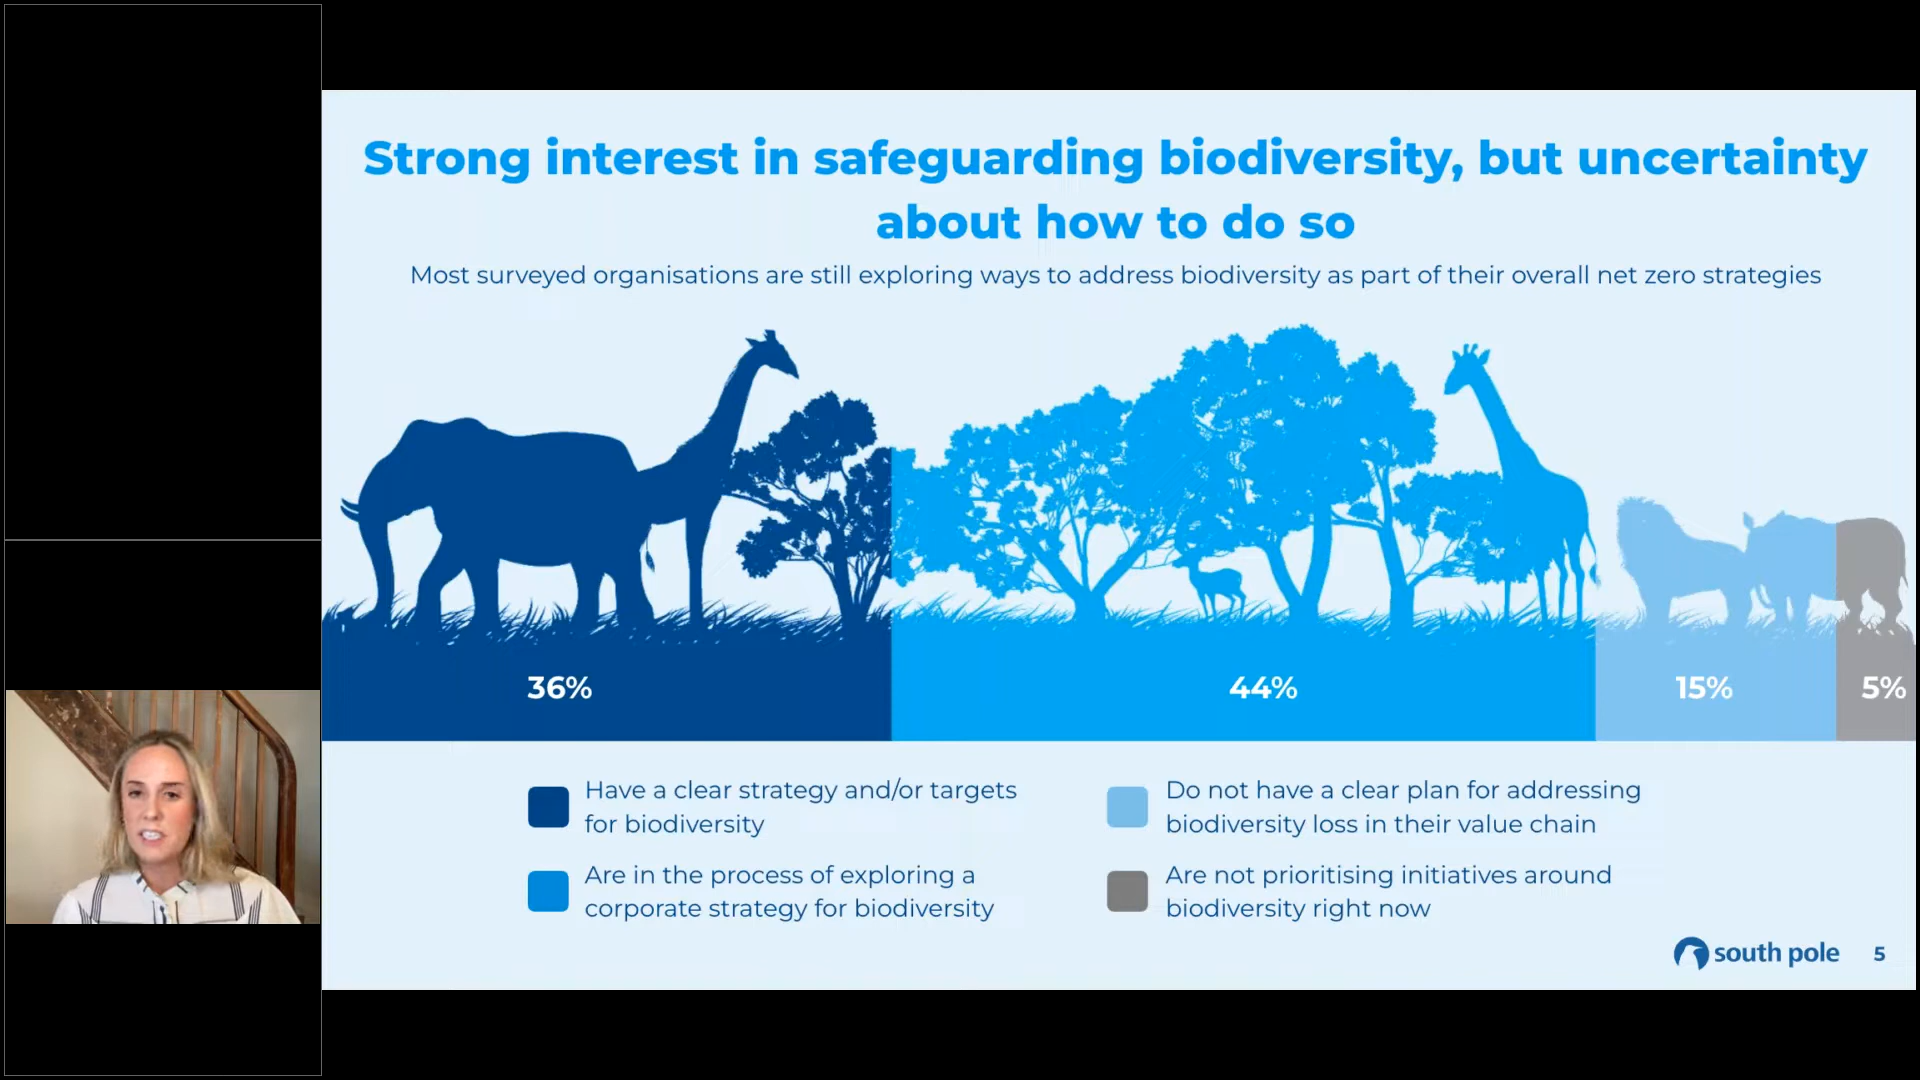 Strong interest in safeguarding biodiversity, but uncertainty
about how to do so
Most surveyed organisations are still exploring ways to address biodiversity as part of their overall net zero strategies
36%
44%
15%
5%
Have a clear strategy and/or targets
for biodiversity
Are in the process of exploring a
corporate strategy for biodiversity
Do not have a clear plan for addressing
biodiversity loss in their value chain
Are not prioritising initiatives around
biodiversity right now
south pole
5